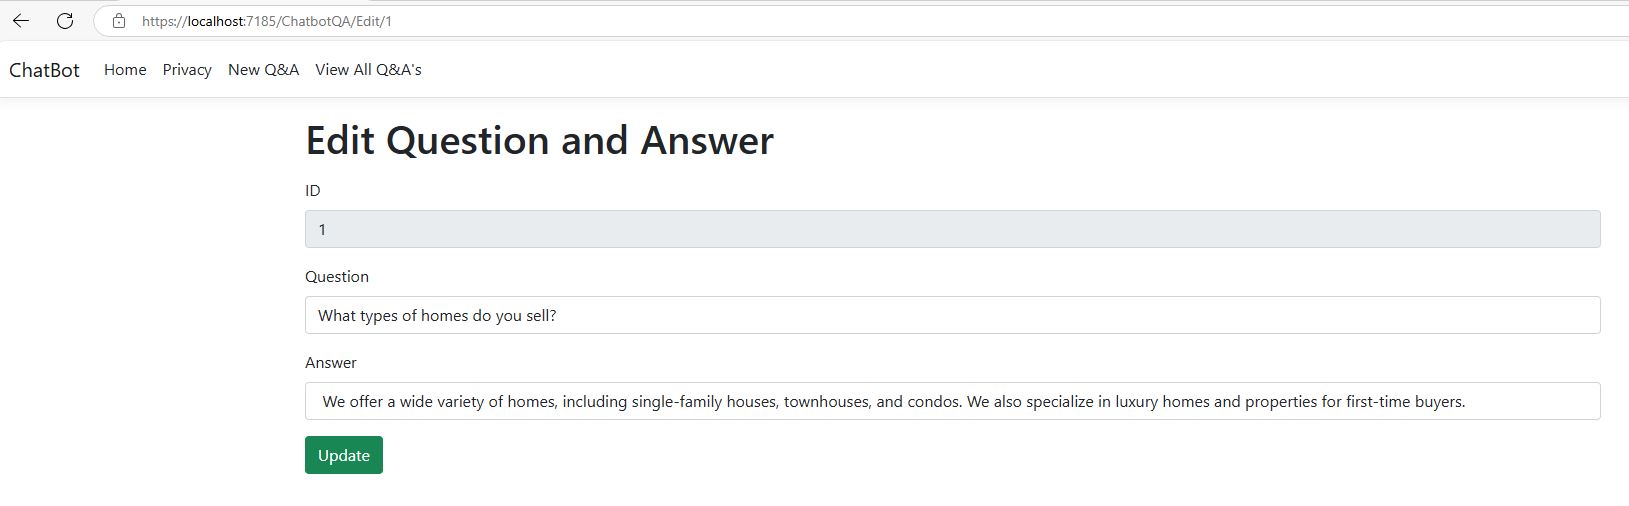 https://localhost:7185/ChatbotQA/Edit/1
ChatBot Home Privacy New Q&A View All Q&A's
Edit Question and Answer
ID
1
Question
What types of homes do you sell?
Answer
We offer a wide variety of homes, including single-family houses, townhouses, and condos. We also specialize in luxury homes and properties for first-time buyers.
Update